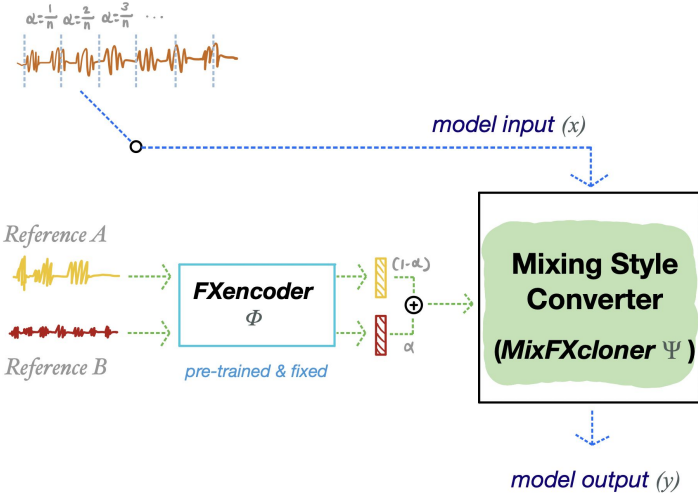 α=1/n α=2/n α=3/n ...
model input (x)
Reference A
(1-α)
FXencoder
Φ
Mixing Style
Converter
(MixFXcloner Ψ)
α
Reference B
pre-trained & fixed
model output (y)